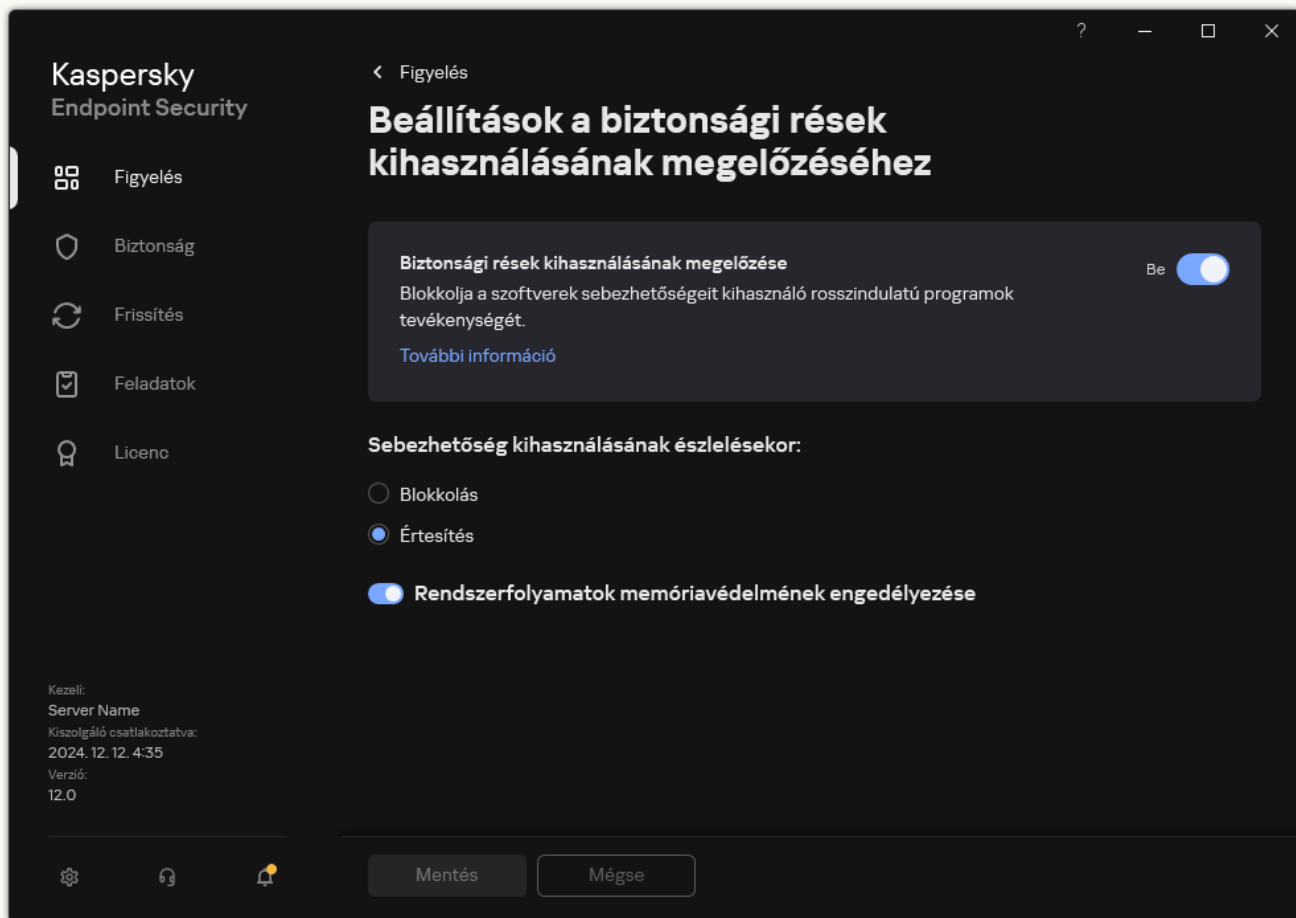 ?
Kaspersky
Endpoint Security
Figyelés
Biztonság
Frissítés
Feladatok
Licenc
Kezeli:
Server Name
Kiszolgáló csatlakoztatva:
2024. 12. 12. 4:35
Verzió:
12.0
Figyelés
Beállítások a biztonsági rések
kihasználásának megelőzéséhez
Biztonsági rések kihasználásának megelőzése
Be
Blokkolja a szoftverek sebezhetőségeit kihasználó rosszindulatú programok
tevékenységét.
További információ
Sebezhetőség kihasználásának észlelésekor:
Blokkolás
Értesítés
Rendszerfolyamatok memóriavédelmének engedélyezése
Mentés
Mégse